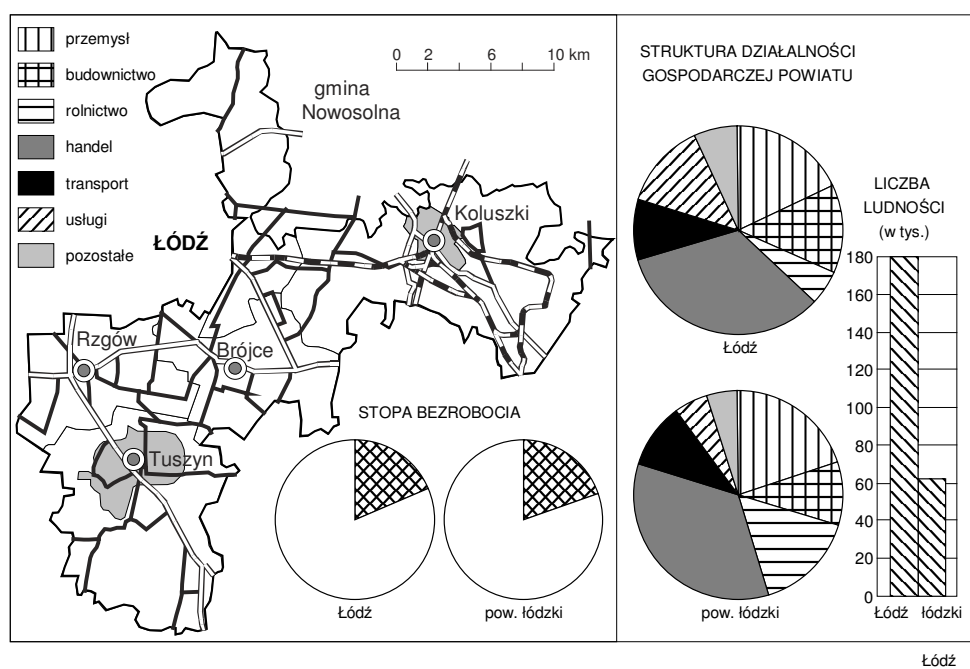 przemysł
budownictwo
rolnictwo
handel
transport
usługi
pozostałe
0 2 6 10 km
gmina
Nowosolna
ŁÓDŹ
Koluszki
Rzgów
Brójce
Tuszyn
STOPA BEZROBOCIA
Łódź
pow. łódzki
STRUKTURA DZIAŁALNOŚCI
GOSPODARCZEJ POWIATU
Łódź
pow. łódzki
LICZBA
LUDNOŚCI
(w tys.)
180
160
140
120
100
80
60
40
20
0
Łódź łódzki
Łódź